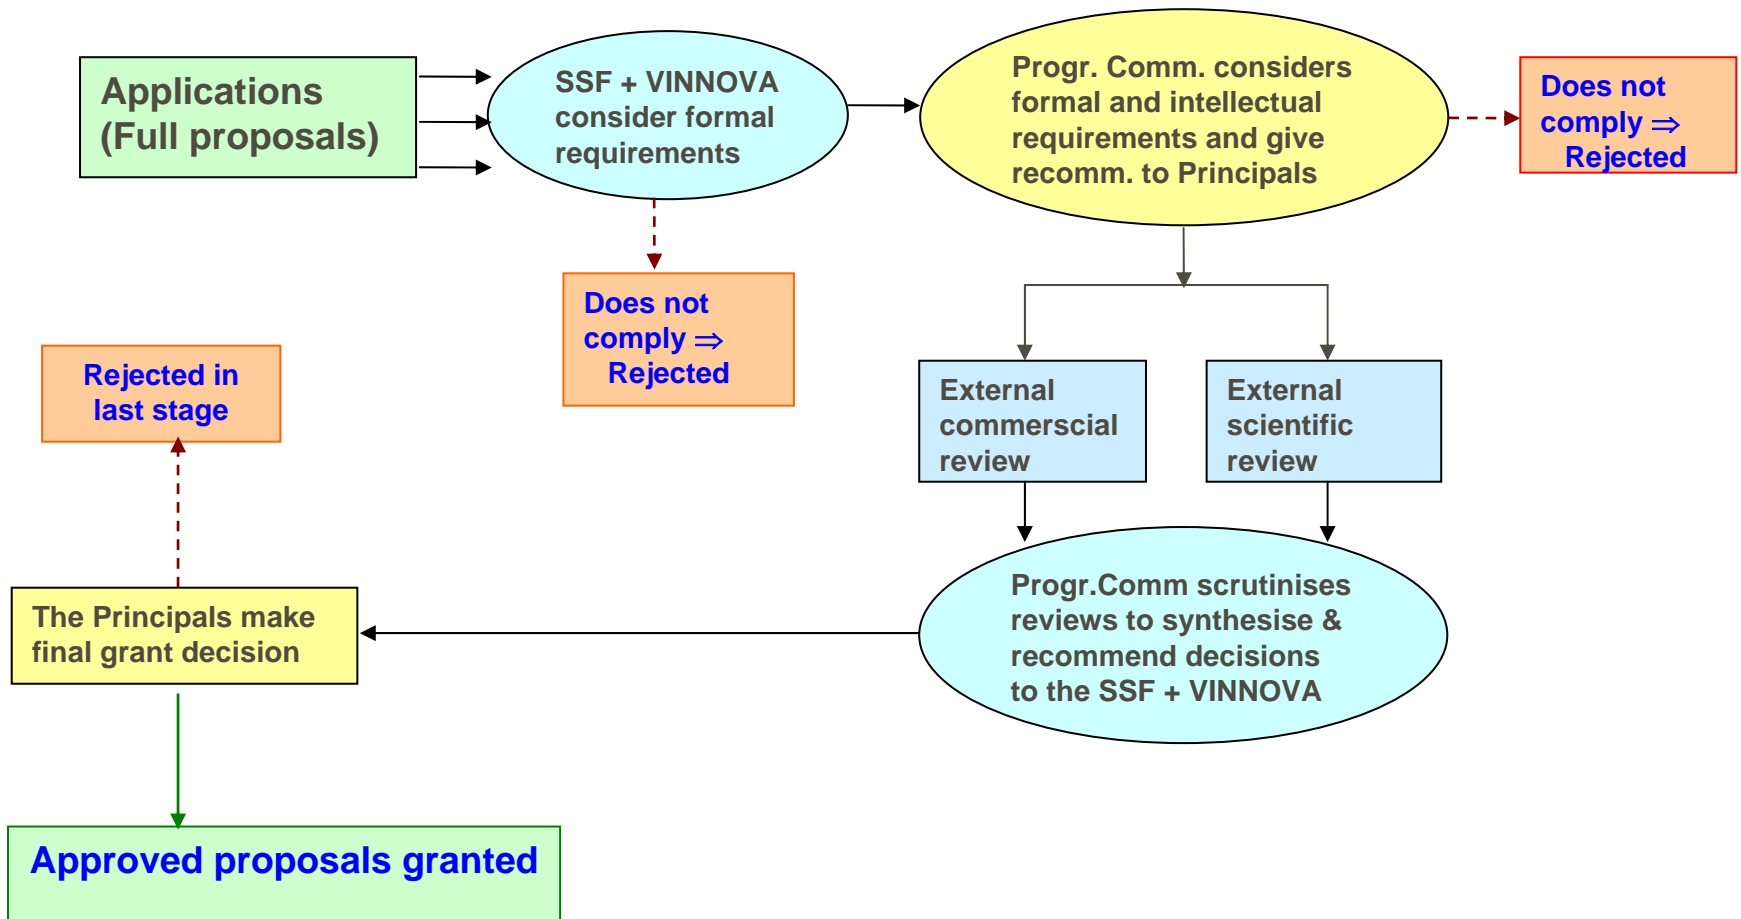 Applications
(Full proposals)
SSF + VINNOVA
consider formal
requirements
Progr. Comm. considers
formal and intellectual
requirements and give
recomm. to Principals
Does not
comply ⇒
Rejected
Does not
comply ⇒
Rejected
Rejected in
last stage
External
commerscial
review
External
scientific
review
The Principals make
final grant decision
Progr.Comm scrutinises
reviews to synthesise &
recommend decisions
to the SSF + VINNOVA
Approved proposals granted